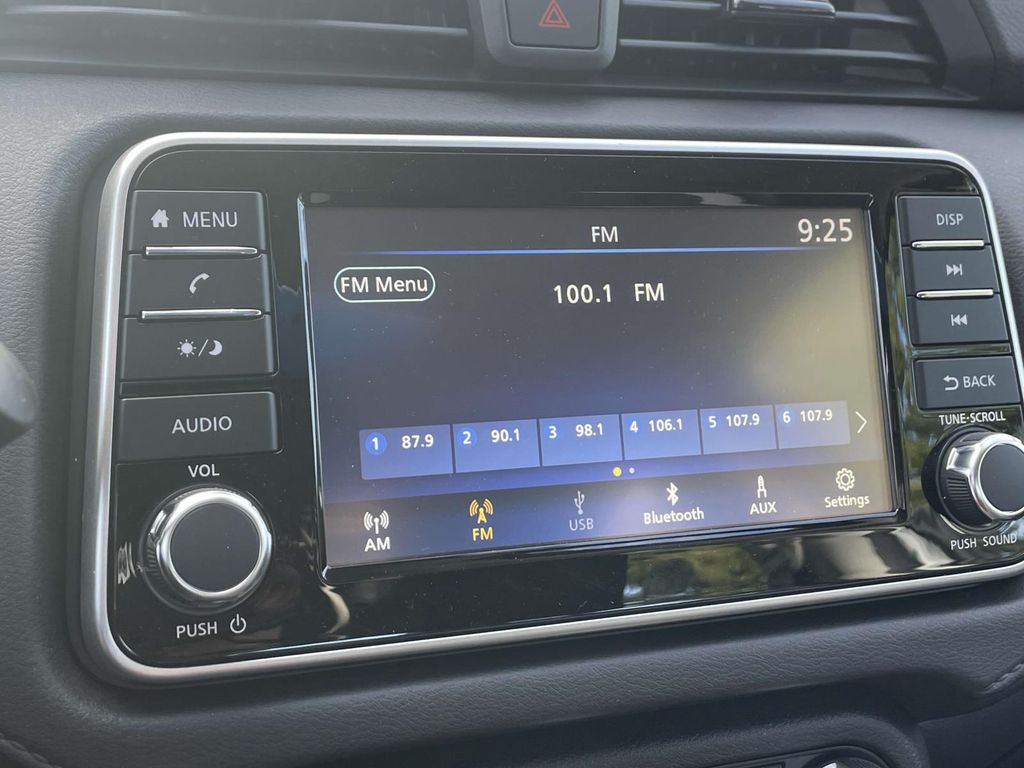 MENU
AUDIO
VOL
PUSH
FM
9:25
FM Menu
100.1 FM
1 87.9 2 90.1 3 98.1 4 106.1 5 107.9 6 107.9
AM FM USB Bluetooth AUX Settings
DISP
BACK
TUNE·SCROLL
PUSH SOUND